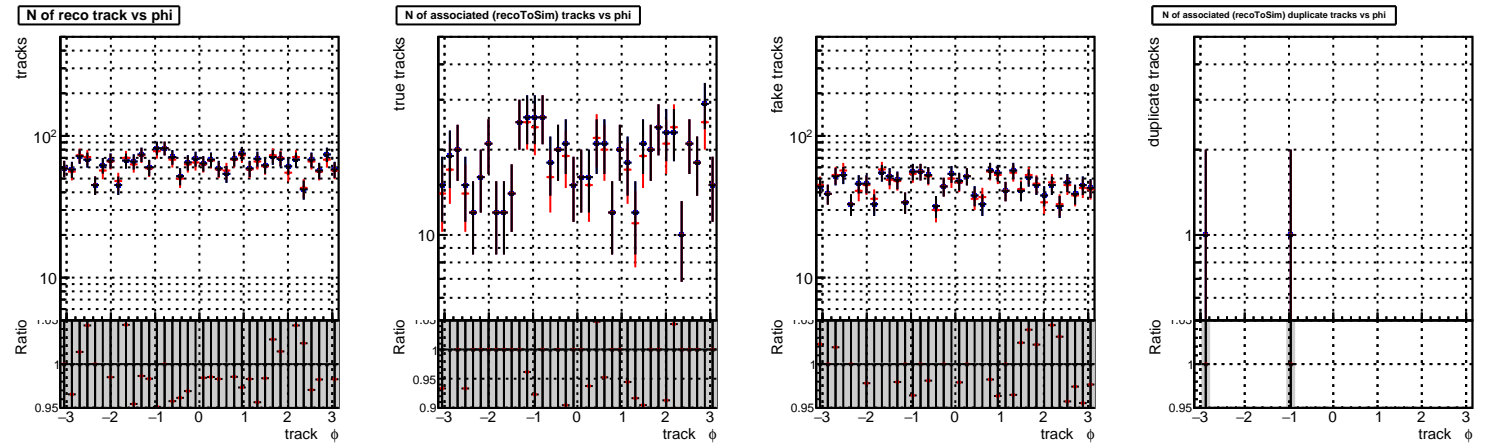 N of reco track vs phi
tracks
10²
10
Ratio
0.95
−3 −2 −1 0 1 2 3
track ϕ
N of associated (recoToSim) tracks vs phi
true tracks
10
Ratio
1
0.95
0.9
−3 −2 −1 0 1 2 3
track ϕ
fake tracks
10²
10
Ratio
1
0.95
−3 −2 −1 0 1 2 3
track ϕ
N of associated (recoToSim) duplicate tracks vs phi
duplicate tracks
1
Ratio
1
0.95
−3 −2 −1 0 1 2 3
track ϕ